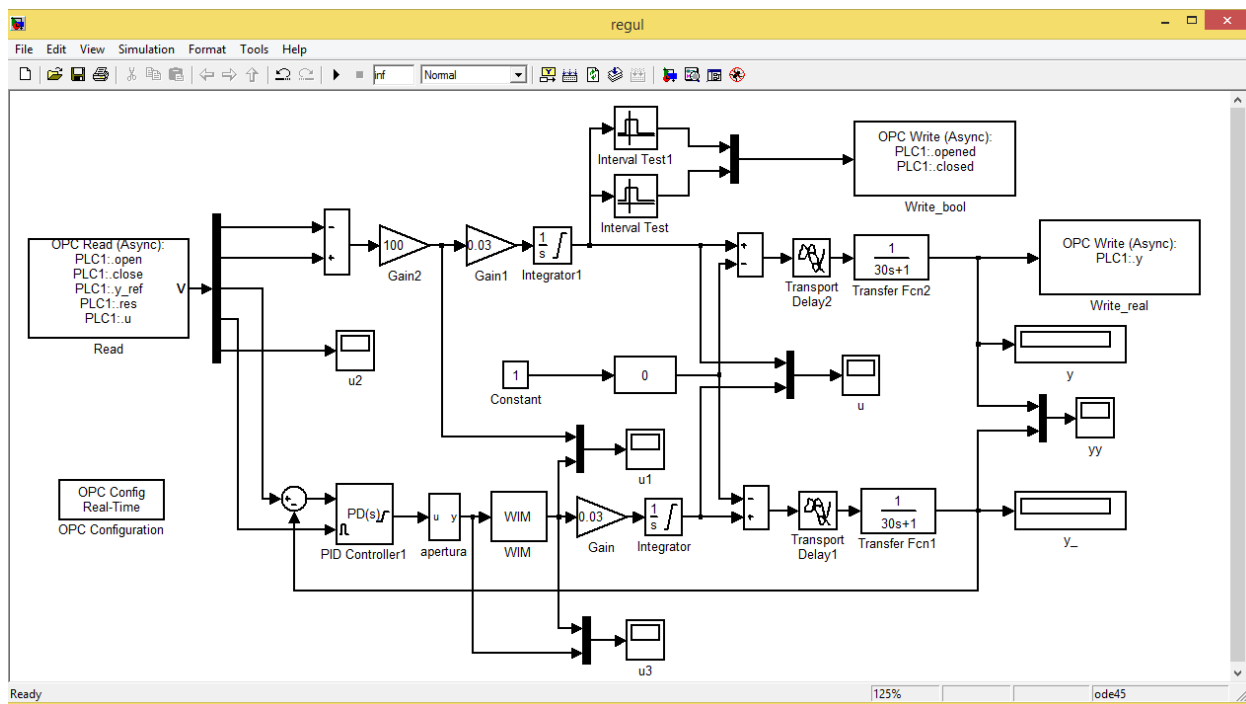 regul
File Edit View Simulation Format Tools Help
inf Normal
OPC Read (Async):
PLC1:.open
PLC1:.close
PLC1:.y_ref
PLC1:.res
PLC1:.u
V
Read
u2
- +
100
Gain2
0.03
Gain1
1
s
Integrator1
Interval Test1
Interval Test
OPC Write (Async):
PLC1:.opened
PLC1:.closed
Write_bool
+ -
Transport
Delay2
1
30s+1
Transfer Fcn2
OPC Write (Async):
PLC1:.y
Write_real
y
1
Constant
0
u
yy
u1
OPC Config
Real-Time
OPC Configuration
+ -
PD(s)
PID Controller1
u y
apertura
WIM
WIM
0.03
Gain
1
s
Integrator
- +
Transport
Delay1
1
30s+1
Transfer Fcn1
y_
u3
Ready 125% ode45